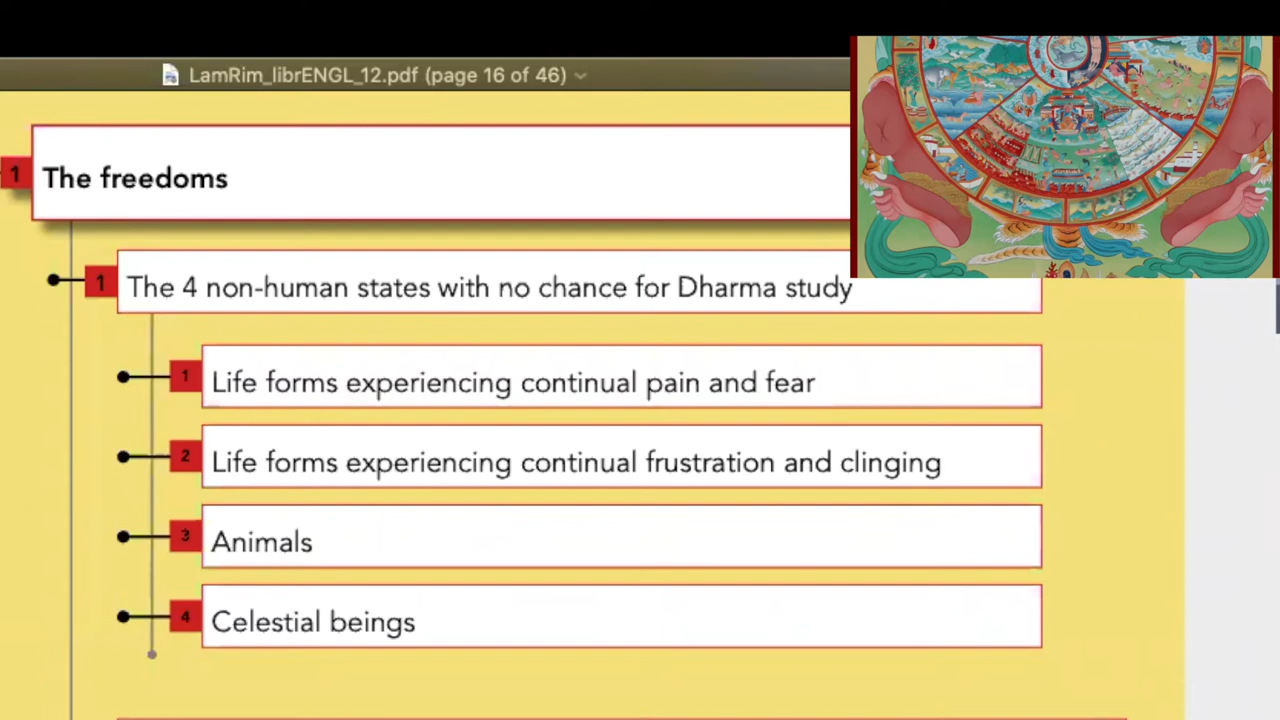 LamRim_librENGL_12.pdf (page 16 of 46)
1 The freedoms
1 The 4 non-human states with no chance for Dharma study
1 Life forms experiencing continual pain and fear
2 Life forms experiencing continual frustration and clinging
3 Animals
4 Celestial beings